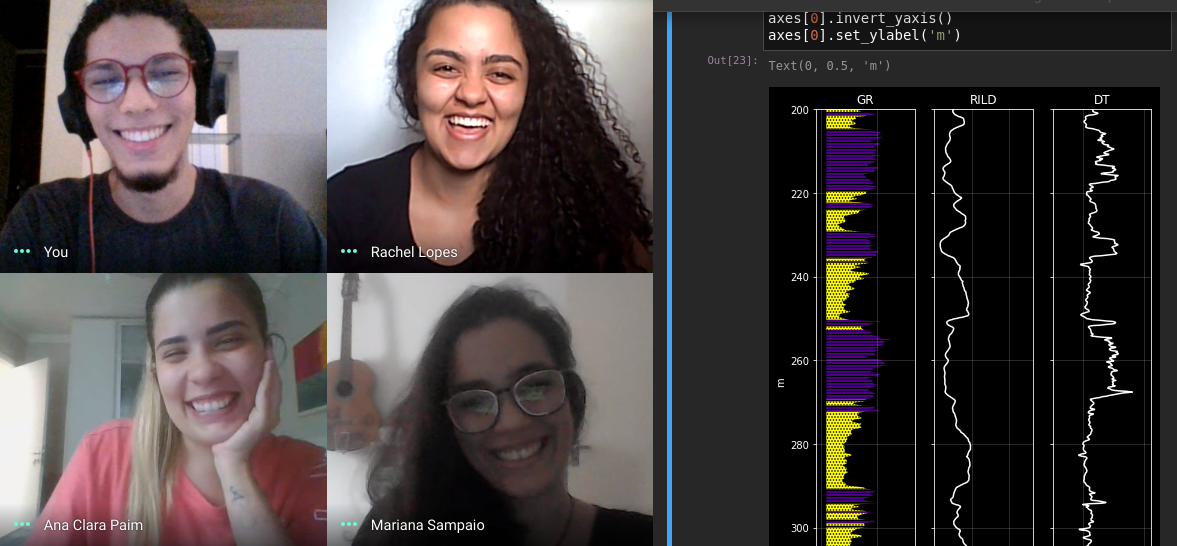 You
Rachel Lopes
Ana Clara Paim
Mariana Sampaio
axes[0].invert_yaxis()
axes[0].set_ylabel('m')
Out[23]:
Text(0, 0.5, 'm')
GR
RILD
DT
200
220
240
260
280
300
m